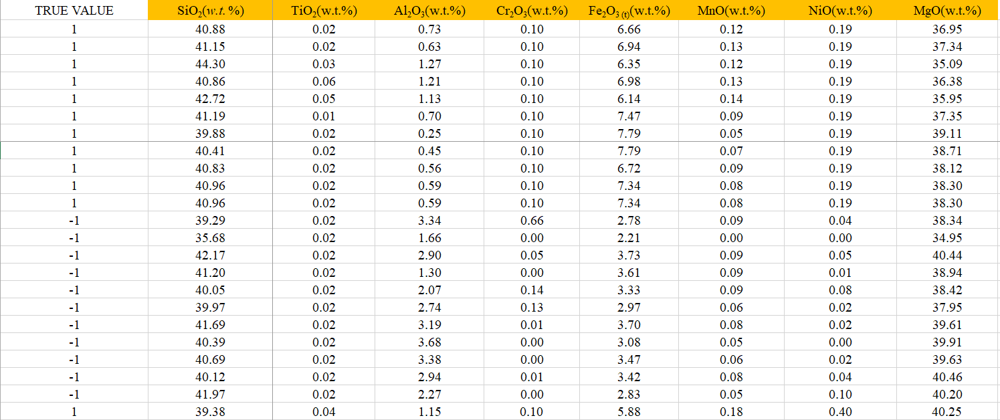 TRUE VALUE SiO₂(w.t. %) TiO₂(w.t.%) Al₂O₃(w.t.%) Cr₂O₃(w.t.%) Fe₂O₃ (t)(w.t.%) MnO(w.t.%) NiO(w.t.%) MgO(w.t.%)
1 40.88 0.02 0.73 0.10 6.66 0.12 0.19 36.95
1 41.15 0.02 0.63 0.10 6.94 0.13 0.19 37.34
1 44.30 0.03 1.27 0.10 6.35 0.12 0.19 35.09
1 40.86 0.06 1.21 0.10 6.98 0.13 0.19 36.38
1 42.72 0.05 1.13 0.10 6.14 0.14 0.19 35.95
1 41.19 0.01 0.70 0.10 7.47 0.09 0.19 37.35
1 39.88 0.02 0.25 0.10 7.79 0.05 0.19 39.11
1 40.41 0.02 0.45 0.10 7.79 0.07 0.19 38.71
1 40.83 0.02 0.56 0.10 6.72 0.09 0.19 38.12
1 40.96 0.02 0.59 0.10 7.34 0.08 0.19 38.30
1 40.96 0.02 0.59 0.10 7.34 0.08 0.19 38.30
-1 39.29 0.02 3.34 0.66 2.78 0.09 0.04 38.34
-1 35.68 0.02 1.66 0.00 2.21 0.00 0.00 34.95
-1 42.17 0.02 2.90 0.05 3.73 0.09 0.05 40.44
-1 41.20 0.02 1.30 0.00 3.61 0.09 0.01 38.94
-1 40.05 0.02 2.07 0.14 3.33 0.09 0.08 38.42
-1 39.97 0.02 2.74 0.13 2.97 0.06 0.02 37.95
-1 41.69 0.02 3.19 0.01 3.70 0.08 0.02 39.61
-1 40.39 0.02 3.68 0.00 3.08 0.05 0.00 39.91
-1 40.69 0.02 3.38 0.00 3.47 0.06 0.02 39.63
-1 40.12 0.02 2.94 0.01 3.42 0.08 0.04 40.46
-1 41.97 0.02 2.27 0.00 2.83 0.05 0.10 40.20
1 39.38 0.04 1.15 0.10 5.88 0.18 0.40 40.25